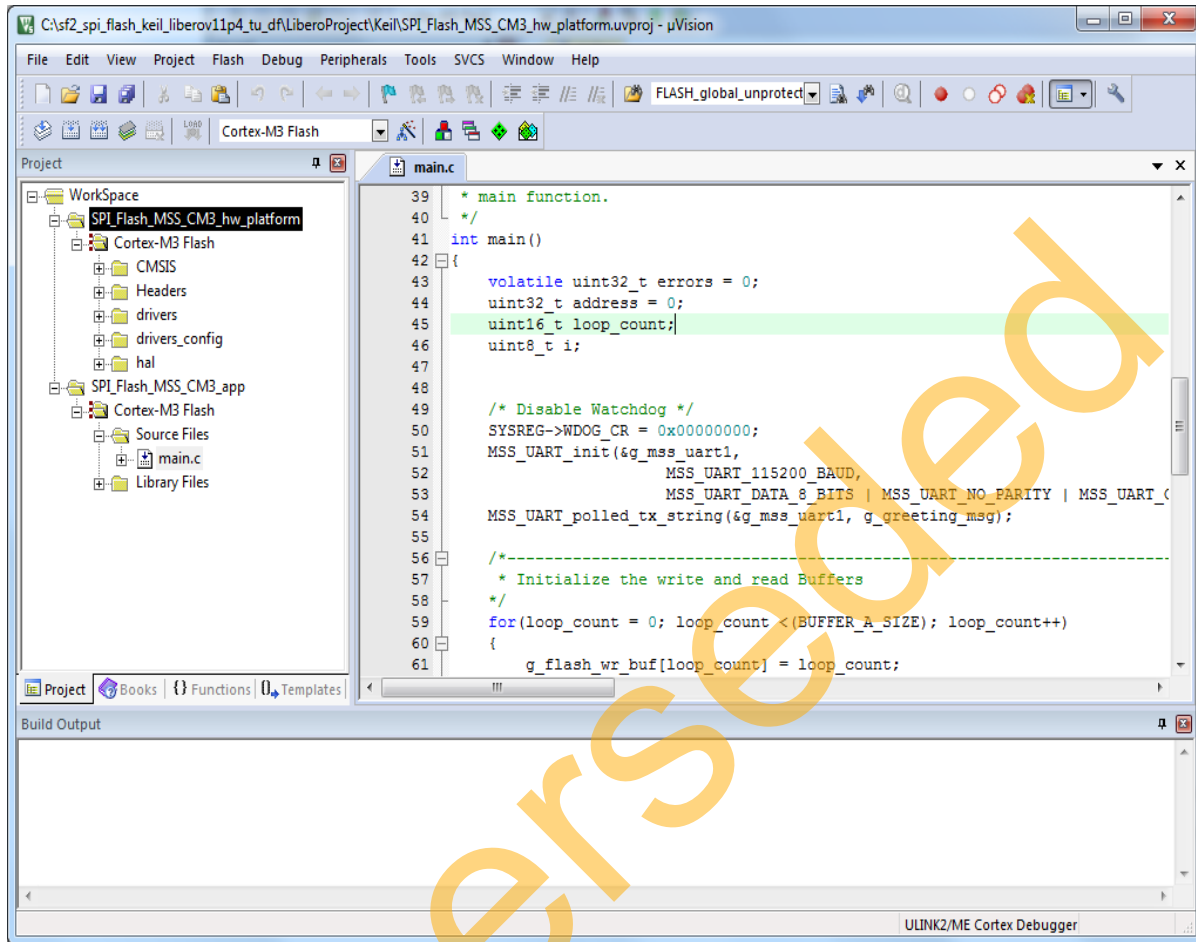 C:\sf2_spi_flash_keil_liberov11p4_tu_df\LiberoProject\Keil\SPI_Flash_MSS_CM3_hw_platform.uvproj - µVision
File Edit View Project Flash Debug Peripherals Tools SVCS Window Help
FLASH_global_unprotect
LOAD Cortex-M3 Flash
Project
WorkSpace
SPI_Flash_MSS_CM3_hw_platform
Cortex-M3 Flash
CMSIS
Headers
drivers
drivers_config
hal
SPI_Flash_MSS_CM3_app
Cortex-M3 Flash
Source Files
main.c
Library Files
Project Books {} Functions Templates
main.c
39 * main function.
40 */
41 int main()
42 {
43 volatile uint32_t errors = 0;
44 uint32_t address = 0;
45 uint16_t loop_count;
46 uint8_t i;
47
48
49 /* Disable Watchdog */
50 SYSREG->WDOG_CR = 0x00000000;
51 MSS_UART_init(&g_mss_uart1,
52 MSS_UART_115200_BAUD,
53 MSS_UART_DATA_8_BITS | MSS_UART_NO_PARITY | MSS_UART_
54 MSS_UART_polled_tx_string(&g_mss_uart1, g_greeting_msg);
55
56 /*--------------------------------------------------------------------------
57 * Initialize the write and read Buffers
58 */
59 for(loop_count = 0; loop_count <(BUFFER_A_SIZE); loop_count++)
60 {
61 g_flash_wr_buf[loop_count] = loop_count;
Build Output
ULINK2/ME Cortex Debugger
erseded